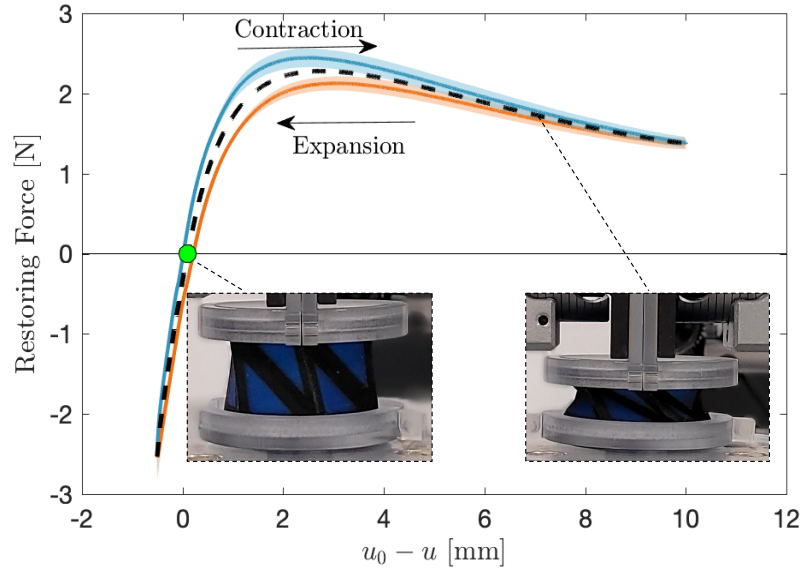 3
Contraction
2
Expansion
1
0
-1
-2
-3
Restoring Force [N]
-2 0 2 4 6 8 10 12
u₀ − u [mm]